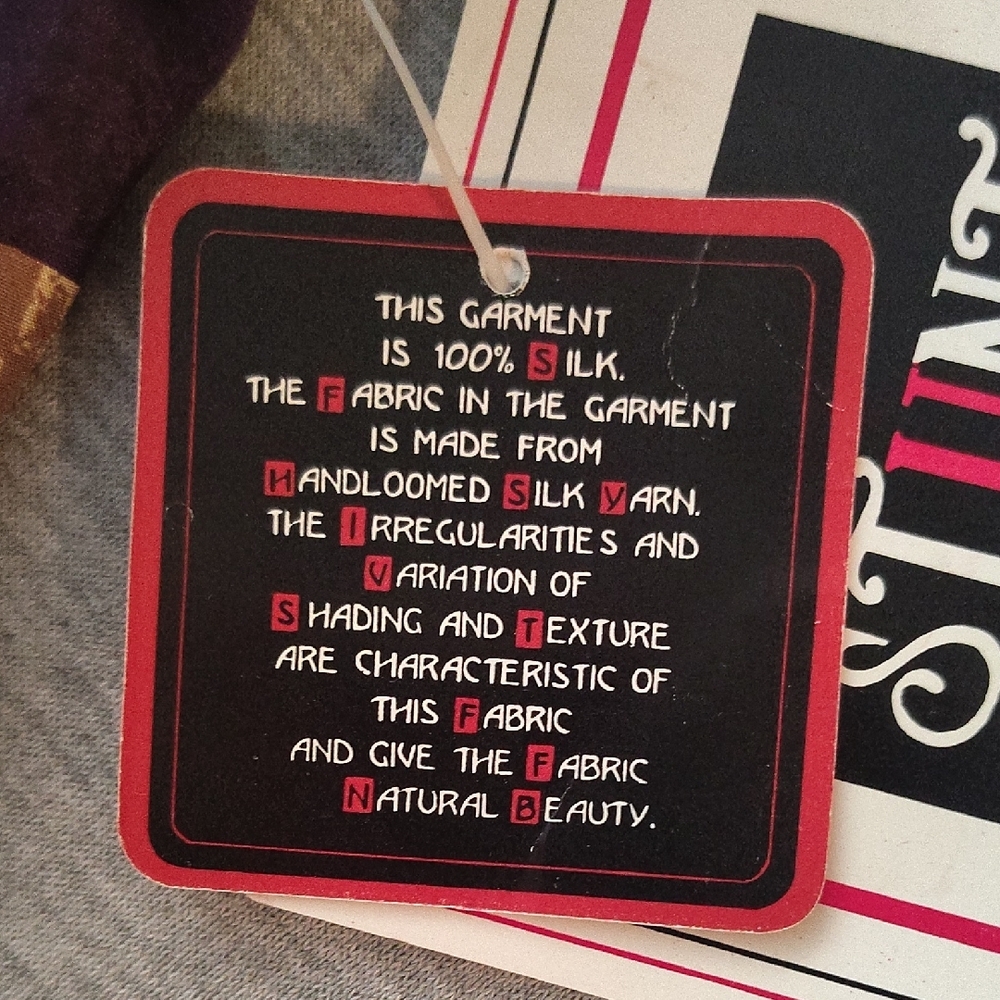 THIS GARMENT
IS 100% SILK.
THE FABRIC IN THE GARMENT
IS MADE FROM
HANDLOOMED SILK YARN.
THE IRREGULARITIES AND
VARIATION OF
SHADING AND TEXTURE
ARE CHARACTERISTIC OF
THIS FABRIC
AND GIVE THE FABRIC
NATURAL BEAUTY.